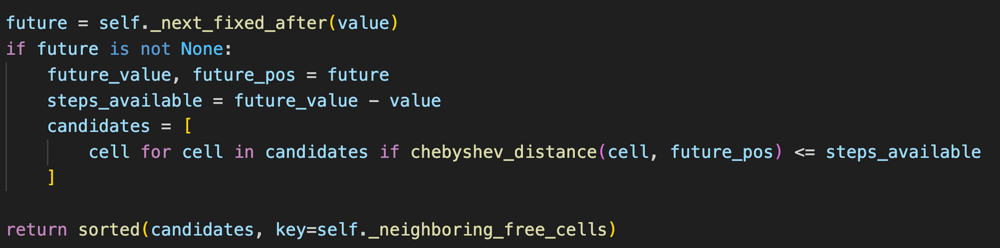 future = self._next_fixed_after(value)
if future is not None:
    future_value, future_pos = future
    steps_available = future_value - value
    candidates = [
        cell for cell in candidates if chebyshev_distance(cell, future_pos) <= steps_available
    ]

return sorted(candidates, key=self._neighboring_free_cells)